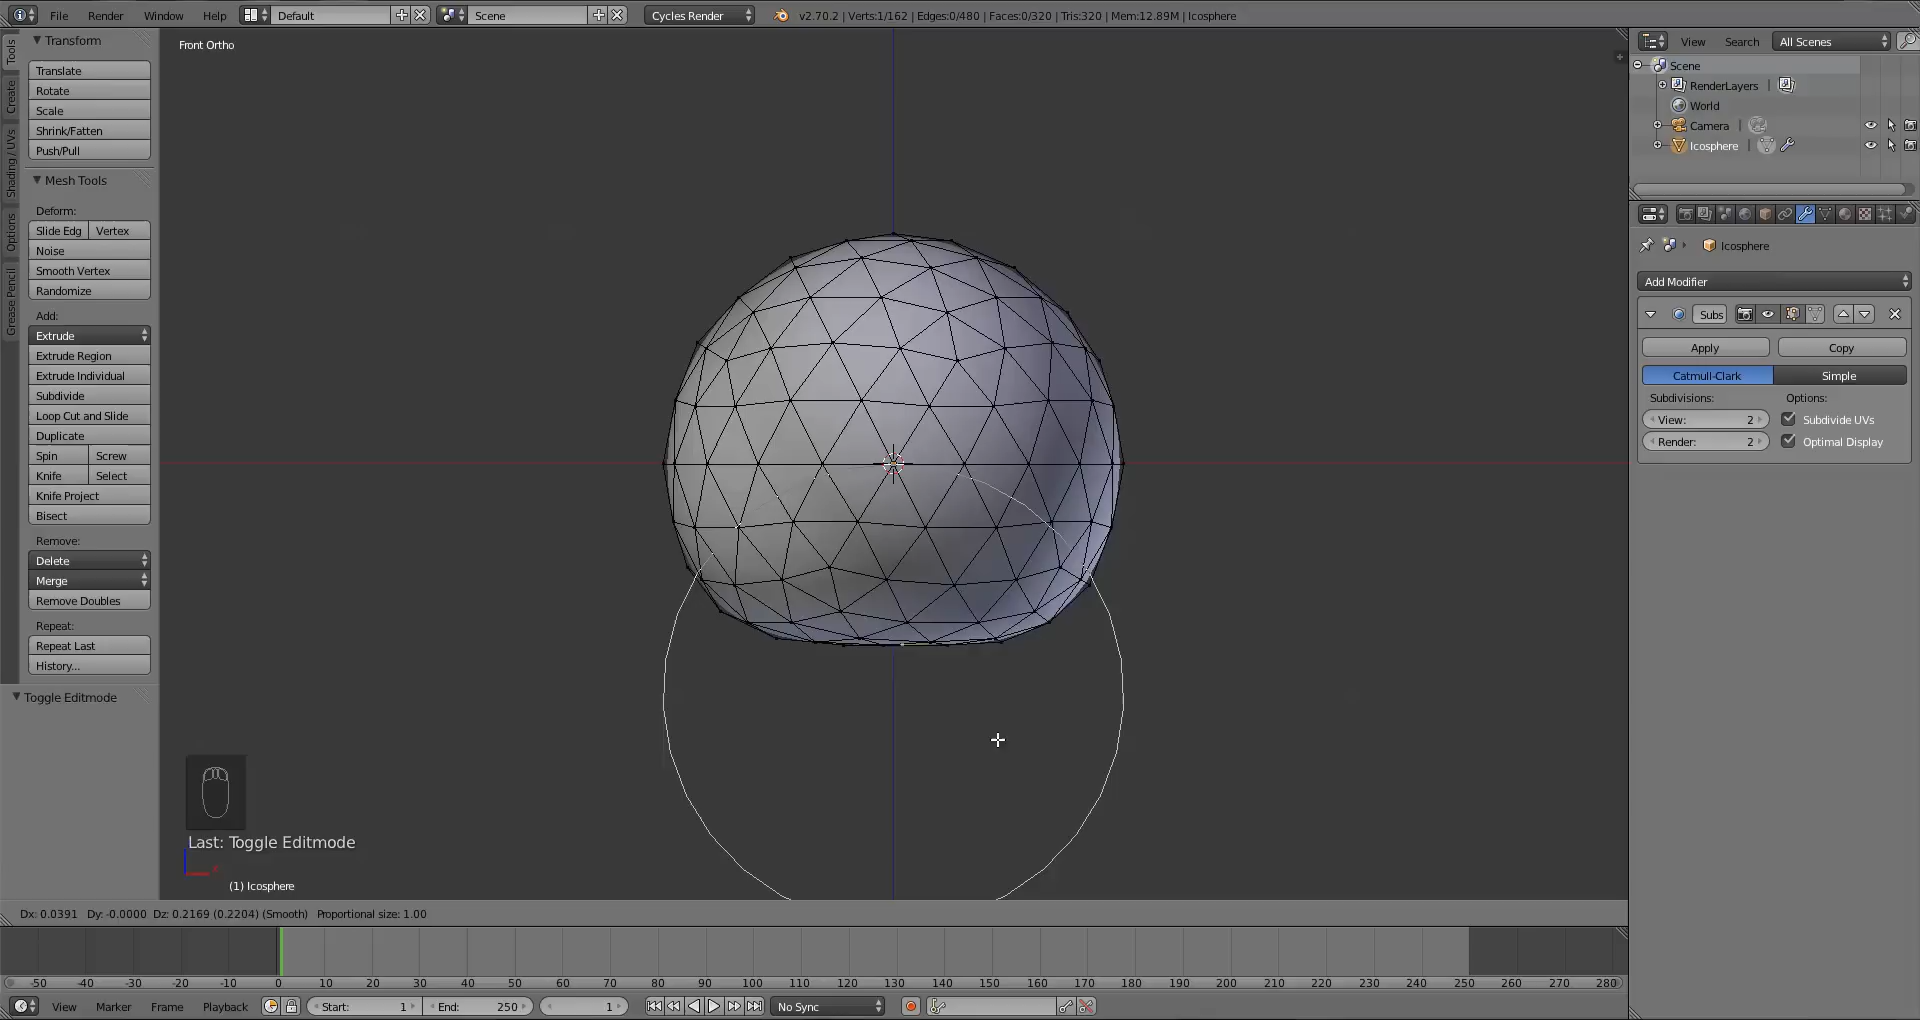 File Render Window Help Default Scene Cycles Render v2.70.2 | Verts:1/162 | Edges:0/480 | Faces:0/320 | Tris:320 | Mem:12.89M | Icosphere
Tools
Create
Shading / UVs
Options
Grease Pencil
Transform
Translate
Rotate
Scale
Shrink/Fatten
Push/Pull
Mesh Tools
Deform:
Slide Edg Vertex
Noise
Smooth Vertex
Randomize
Add:
Extrude
Extrude Region
Extrude Individual
Subdivide
Loop Cut and Slide
Duplicate
Spin Screw
Knife Select
Knife Project
Bisect
Remove:
Delete
Merge
Remove Doubles
Repeat:
Repeat Last
History...
Toggle Editmode
Front Ortho
Last: Toggle Editmode
(1) Icosphere
Dx: 0.0391 Dy: -0.0000 Dz: 0.2169 (0.2204) (Smooth) Proportional size: 1.00
View Search All Scenes
Scene
RenderLayers |
World
Camera |
Icosphere |
Icosphere
Add Modifier
Subs
Apply Copy
Catmull-Clark Simple
Subdivisions: Options:
View: 2 Subdivide UVs
Render: 2 Optimal Display
-50 -40 -30 -20 -10 0 10 20 30 40 50 60 70 80 90 100 110 120 130 140 150 160 170 180 190 200 210 220 230 240 250 260 270 280
View Marker Frame Playback Start: 1 End: 250 1 No Sync